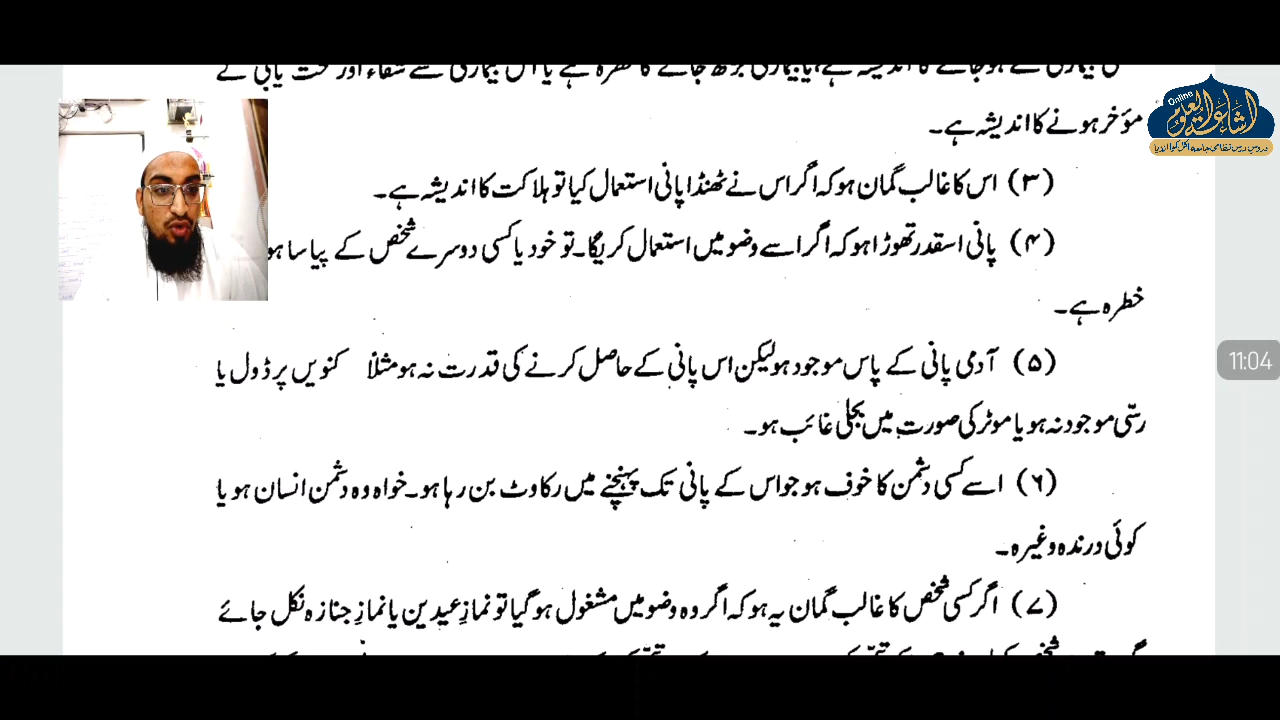 مؤخر ہونے کا اندیشہ ہے۔
(۳) اس کا غالب گمان ہو کہ اگر اس نے ٹھنڈا پانی استعمال کیا تو ہلاکت کا اندیشہ ہے۔
(۴) پانی اسقدر تھوڑا ہو کہ اگر اسے وضو میں استعمال کریگا۔ تو خود یا کسی دوسرے شخص کے پیاسا ہو
خطرہ ہے۔
(۵) آدمی پانی کے پاس موجود ہو لیکن اس پانی کے حاصل کرنے کی قدرت نہ ہو مثلاً کنویں پر ڈول یا
رسّی موجود نہ ہو یا موٹر کی صورت میں بجلی غائب ہو۔
(۶) اسے کسی دشمن کا خوف ہو جو اس کے پانی تک پہنچنے میں رکاوٹ بن رہا ہو۔ خواہ وہ دشمن انسان ہو یا
کوئی درندہ وغیرہ۔
(۷) اگر کسی شخص کا غالب گمان یہ ہو کہ اگر وہ وضو میں مشغول ہو گیا تو نمازِ عیدین یا نمازِ جنازہ نکل جائے
Online
11:04